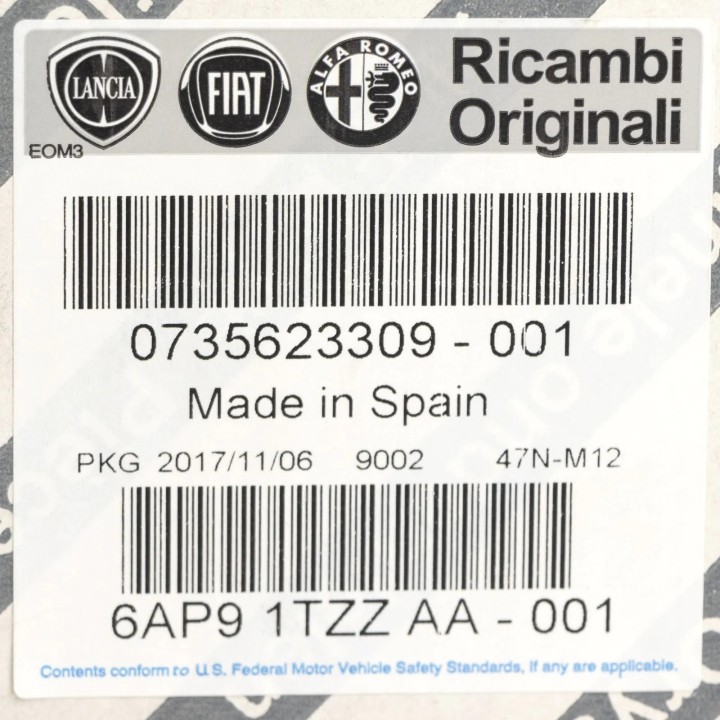 LANCIA FIAT ALFA ROMEO Ricambi
Originali
EOM3
0735623309 - 001
Made in Spain
PKG 2017/11/06 9002 47N-M12
6AP9 1TZZ AA - 001
Contents conform to U.S. Federal Motor Vehicle Safety Standards, if any are applicable.